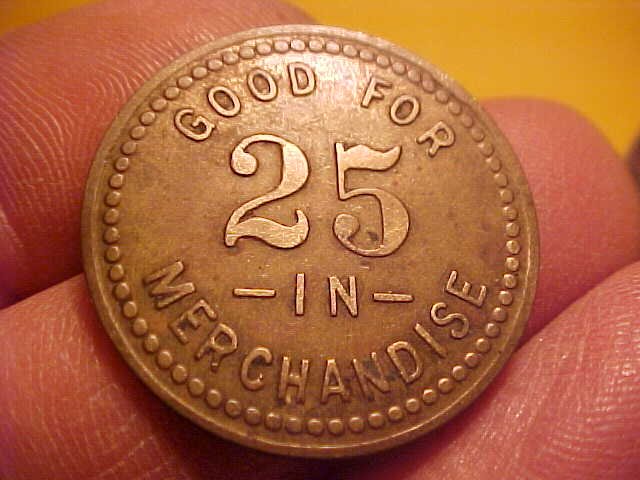 GOOD FOR
25
- IN -
MERCHANDISE